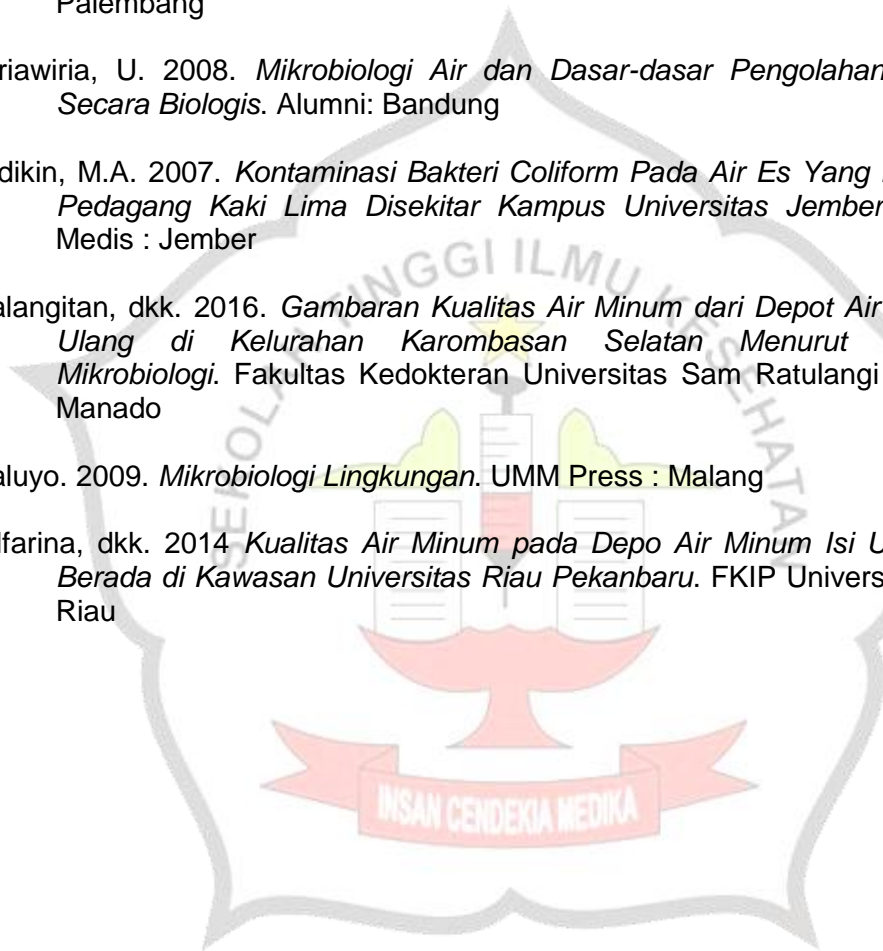 Palembang
riawiria, U. 2008. Mikrobiologi Air dan Dasar-dasar Pengolahan
Secara Biologis. Alumni: Bandung
dikin, M.A. 2007. Kontaminasi Bakteri Coliform Pada Air Es Yang
Pedagang Kaki Lima Disekitar Kampus Universitas Jember
Medis : Jember
alangitan, dkk. 2016. Gambaran Kualitas Air Minum dari Depot Air
Ulang di Kelurahan Karombasan Selatan Menurut
Mikrobiologi. Fakultas Kedokteran Universitas Sam Ratulangi
Manado
aluyo. 2009. Mikrobiologi Lingkungan. UMM Press : Malang
lfarina, dkk. 2014 Kualitas Air Minum pada Depo Air Minum Isi U
Berada di Kawasan Universitas Riau Pekanbaru. FKIP Univers
Riau
SEKOLAH TINGGI ILMU KESEHATAN
INSAN CENDEKIA MEDIKA